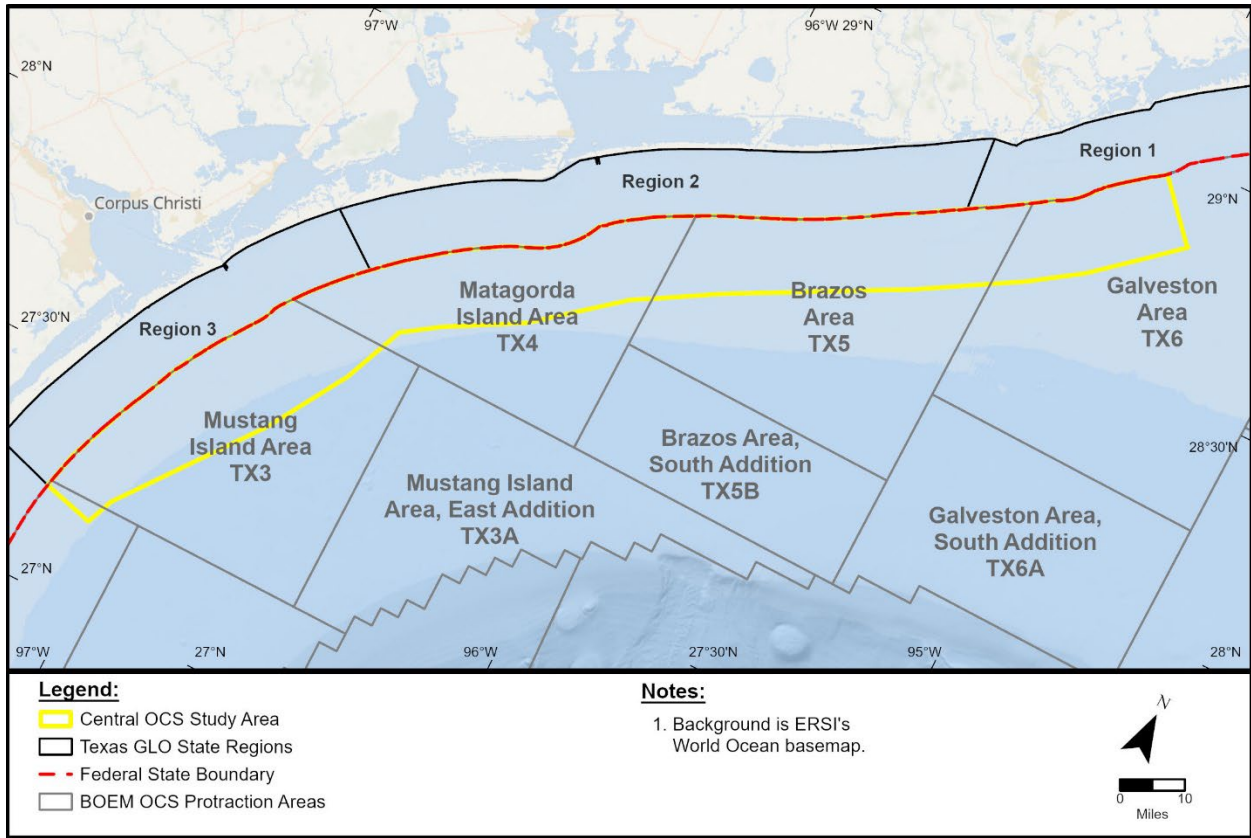 97°W
96°W 29°N
28°N
Corpus Christi
Region 1
Region 2
29°N
Region 3
27°30'N
Matagorda
Island Area
TX4
Brazos
Area
TX5
Galveston
Area
TX6
Mustang
Island Area
TX3
28°30'N
Brazos Area,
South Addition
TX5B
Mustang Island
Area, East Addition
TX3A
Galveston Area,
South Addition
TX6A
27°N
97°W
27°N
96°W
27°30'N
95°W
28°N
Legend:
Central OCS Study Area
Texas GLO State Regions
Federal State Boundary
BOEM OCS Protraction Areas
Notes:
1. Background is ERSI's
World Ocean basemap.
N
0 10
Miles